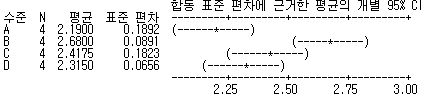 합동 표준 편차에 근거한 평균의 개별 95% CI
수준 N 평균 표준 편차 --------+---------+---------+---------+
A 4 2.1900 0.1892 (------*-----)
B 4 2.6800 0.0891 (-----*-----)
C 4 2.4175 0.1823 (------*-----)
D 4 2.3150 0.0656 (------*-----)
--------+---------+---------+---------+
2.25 2.50 2.75 3.00